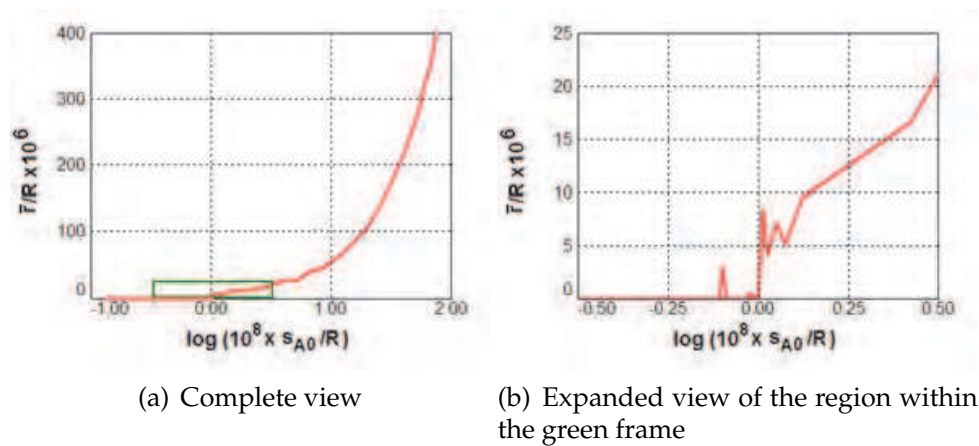 400
300
200
100
0
r̄/R x10⁶
-1.00 0.00 1.00 2.00
log (10⁸ x s_A0 /R)
(a) Complete view
25
20
15
10
5
0
r̄/R x10⁶
-0.50 -0.25 0.00 0.25 0.50
log (10⁸ x s_A0 /R)
(b) Expanded view of the region within
the green frame